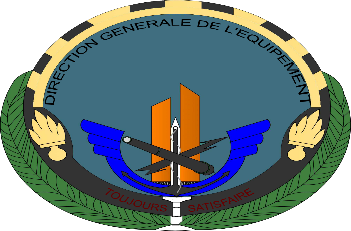 DIRECTION GENERALE DE L'EQUIPEMENT
TOUJOURS SATISFAIRE